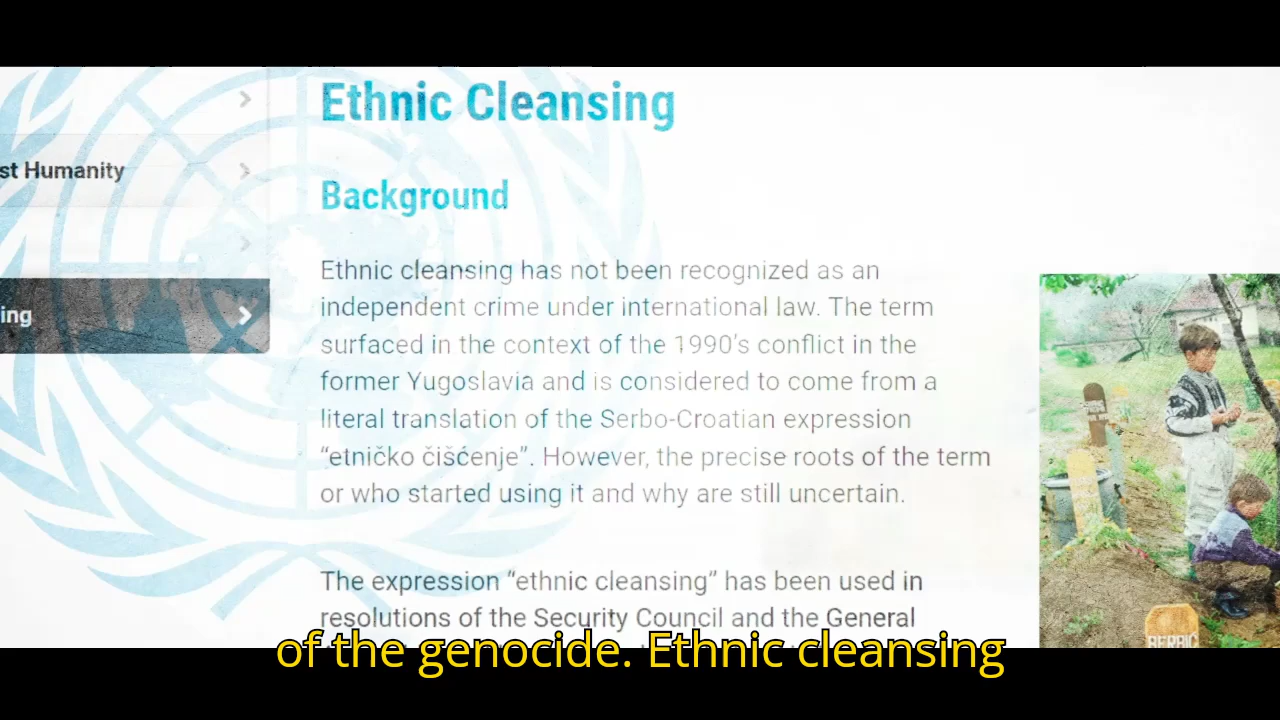 Ethnic Cleansing
st Humanity
Background
Ethnic cleansing has not been recognized as an
independent crime under international law. The term
ing
surfaced in the context of the 1990's conflict in the
former Yugoslavia and is considered to come from a
literal translation of the Serbo-Croatian expression
“etničko čišćenje”. However, the precise roots of the term
or who started using it and why are still uncertain.
The expression “ethnic cleansing” has been used in
resolutions of the Security Council and the General
of the genocide. Ethnic cleansing